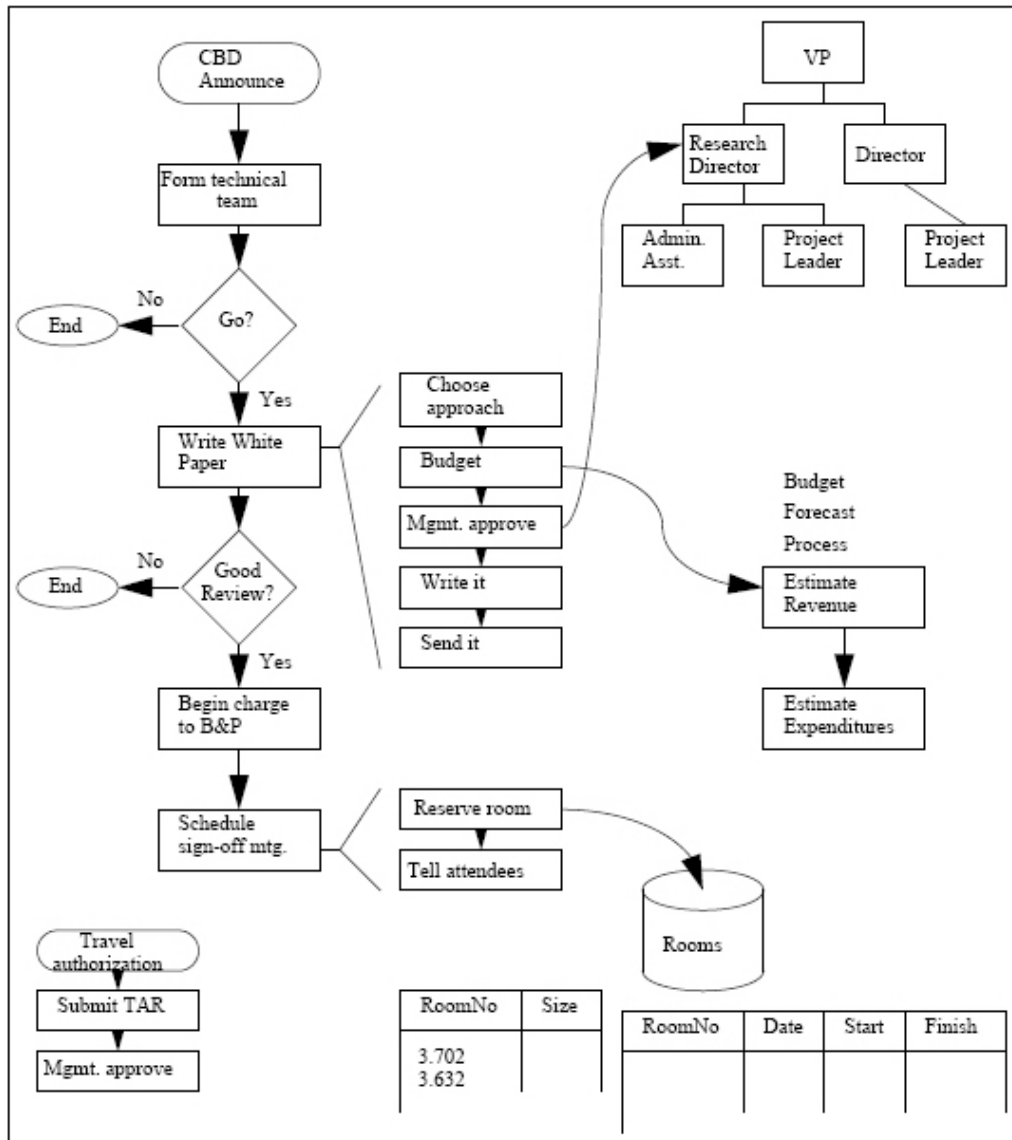 CBD
Announce
Form technical
team
Go?
No
End
Yes
Write White
Paper
Good
Review?
No
End
Yes
Begin charge
to B&P
Schedule
sign-off mtg.
Travel
authorization
Submit TAR
Mgmt. approve
Choose
approach
Budget
Mgmt. approve
Write it
Send it
Reserve room
Tell attendees
VP
Research
Director
Director
Admin.
Asst.
Project
Leader
Project
Leader
Budget
Forecast
Process
Estimate
Revenue
Estimate
Expenditures
Rooms
RoomNo Size
3.702
3.632
RoomNo Date Start Finish